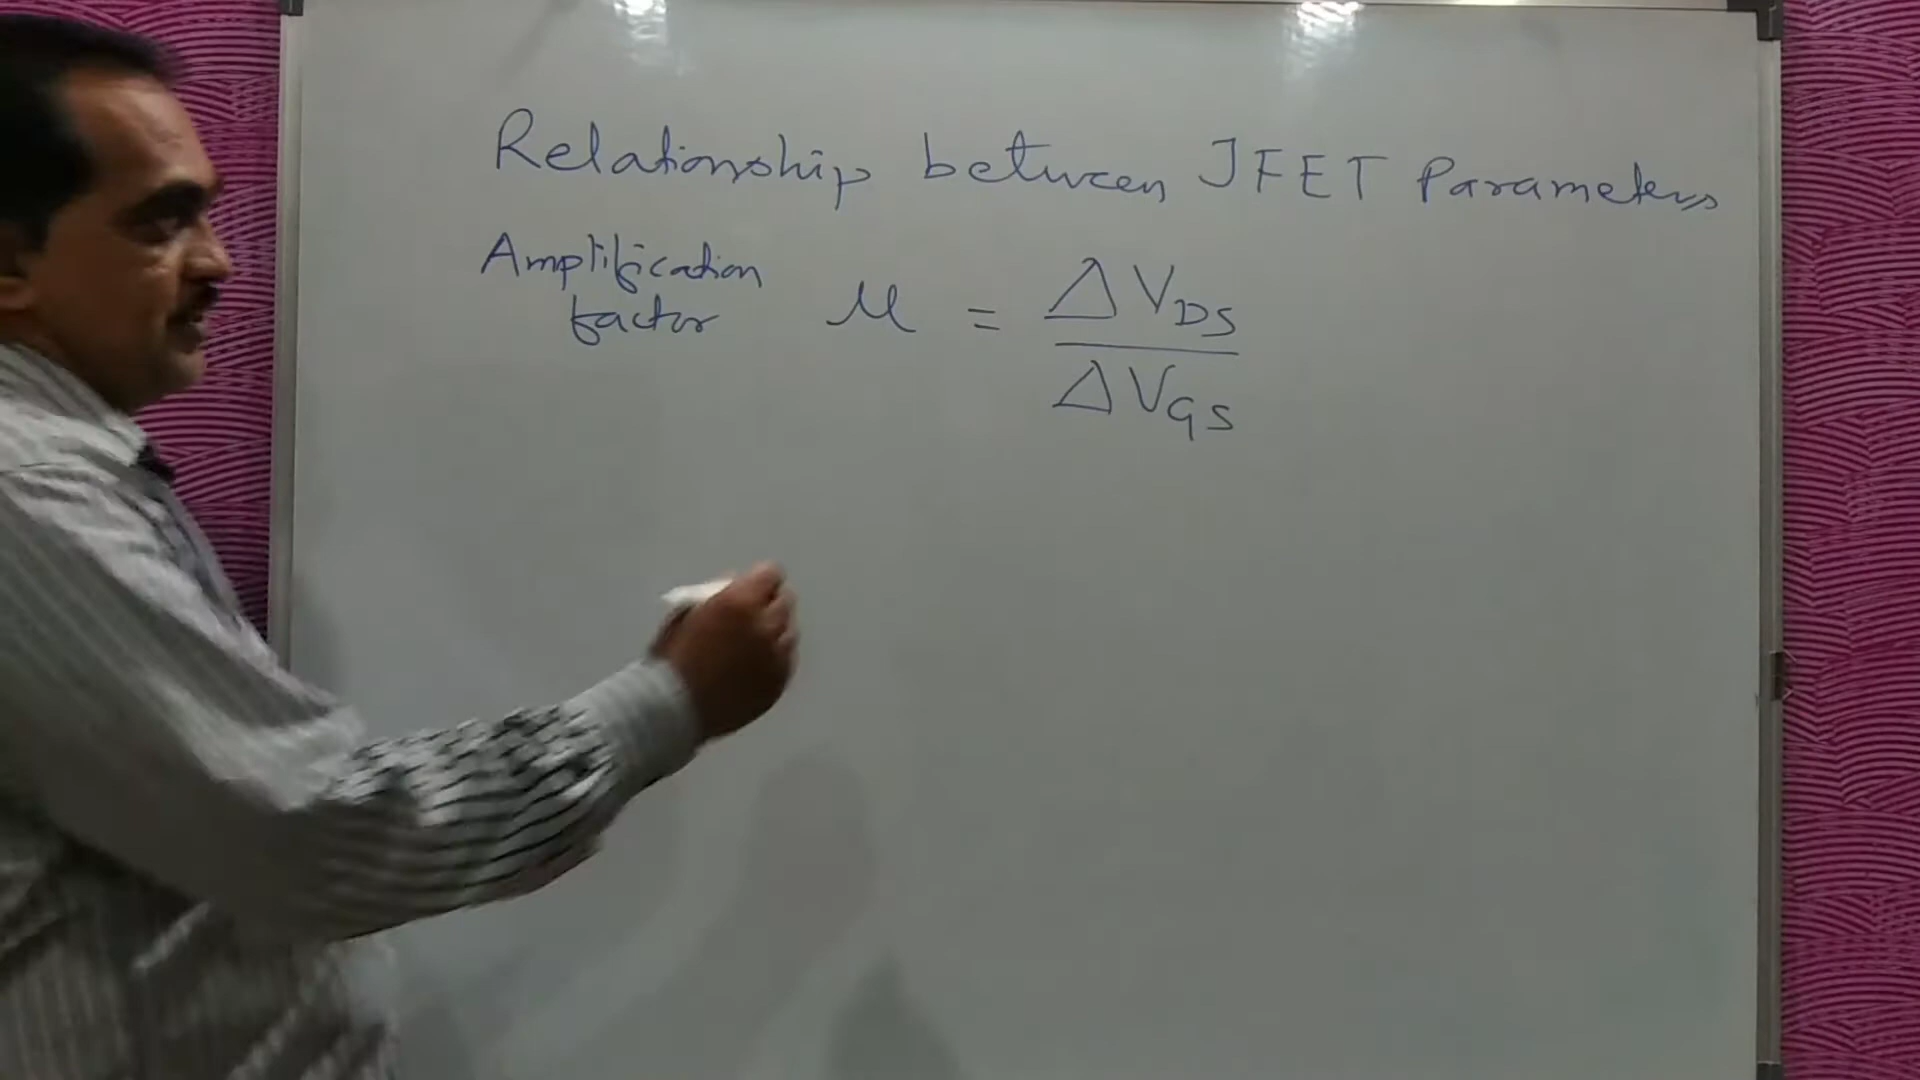 Relationship between JFET Parameters
Amplification factor μ = ΔV_DS / ΔV_GS